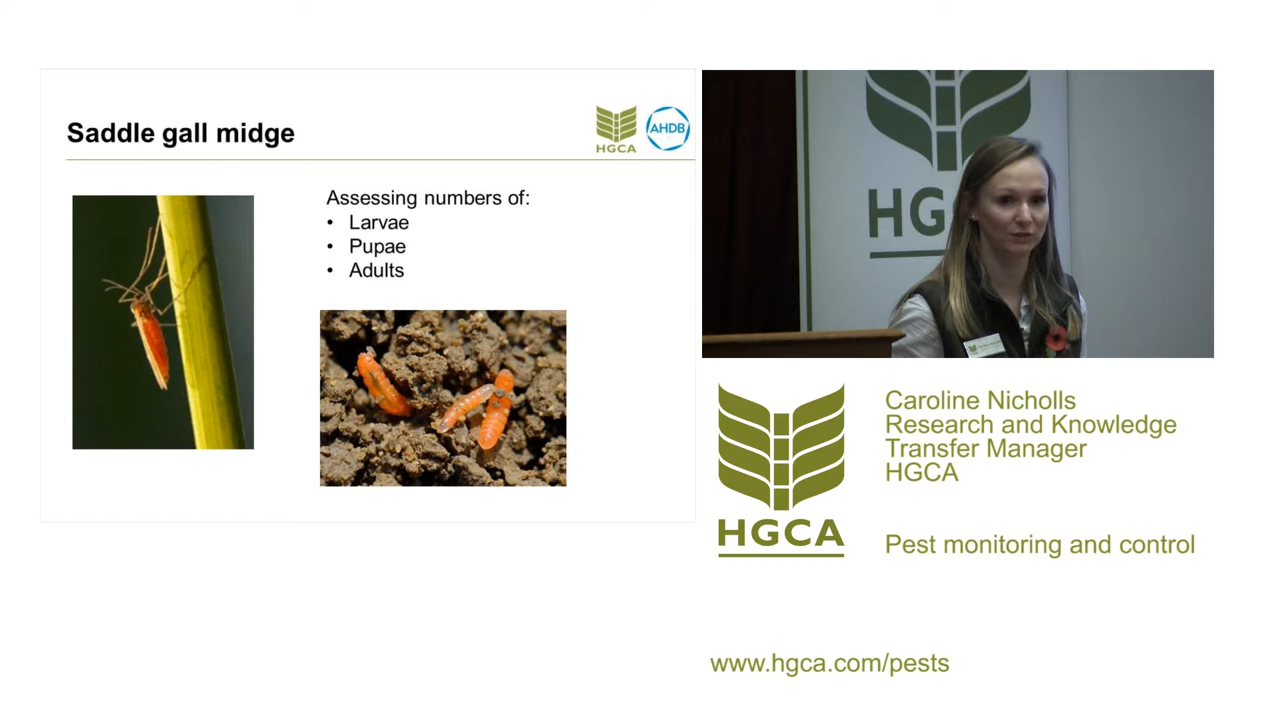 Saddle gall midge
HGCA
AHDB
Assessing numbers of:
• Larvae
• Pupae
• Adults
HG
Caroline Nicholls
Research and Knowledge
Transfer Manager
HGCA
HGCA
Pest monitoring and control
www.hgca.com/pests